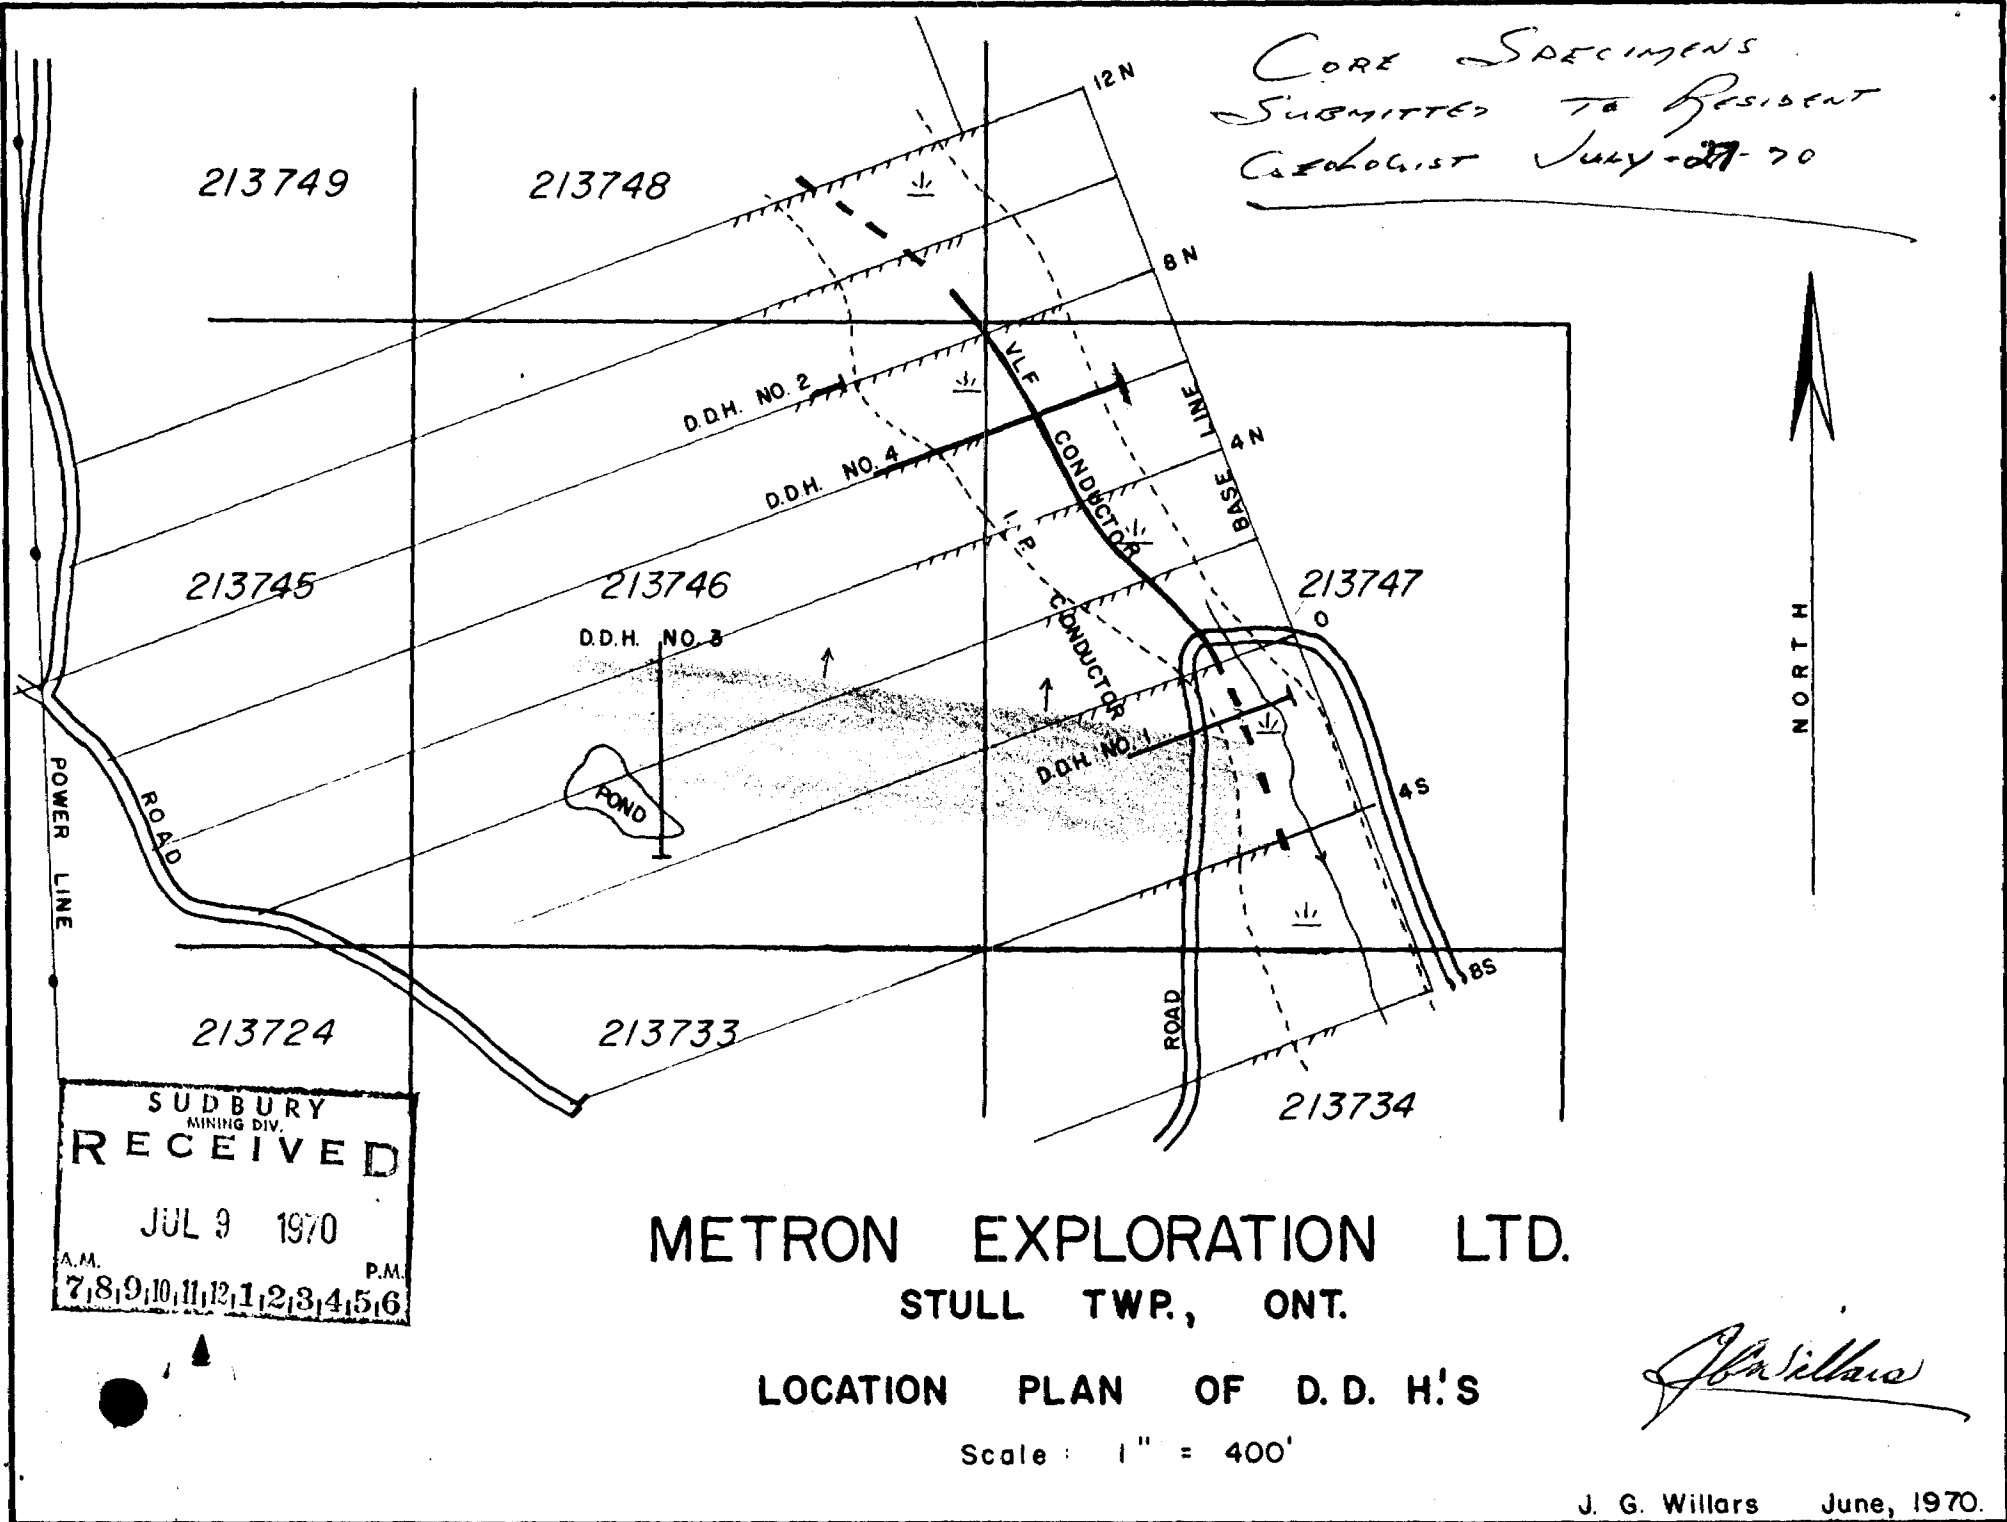 CORE SPECIMENS
SUBMITTED TO RESIDENT
GEOLOGIST JULY-27-70
12N
213749
213748
8N
VLF
D.D.H. NO. 2
LINE
4N
CONDUCTOR
D.D.H. NO. 4
BASE
I. P.
213745
213746
213747
CONDUCTOR
O
D.D.H. NO. 3
NORTH
D.D.H. NO. 1
POWER LINE
ROAD
POND
4S
8S
ROAD
213724
213733
213734
SUDBURY
MINING DIV.
RECEIVED
JUL 9 1970
A.M. P.M.
7,8,9,10,11,12,1,2,3,4,5,6
METRON EXPLORATION LTD.
STULL TWP., ONT.
LOCATION PLAN OF D.D. H.'S
Scale : 1" = 400'
JGWillars
J. G. Willars June, 1970.